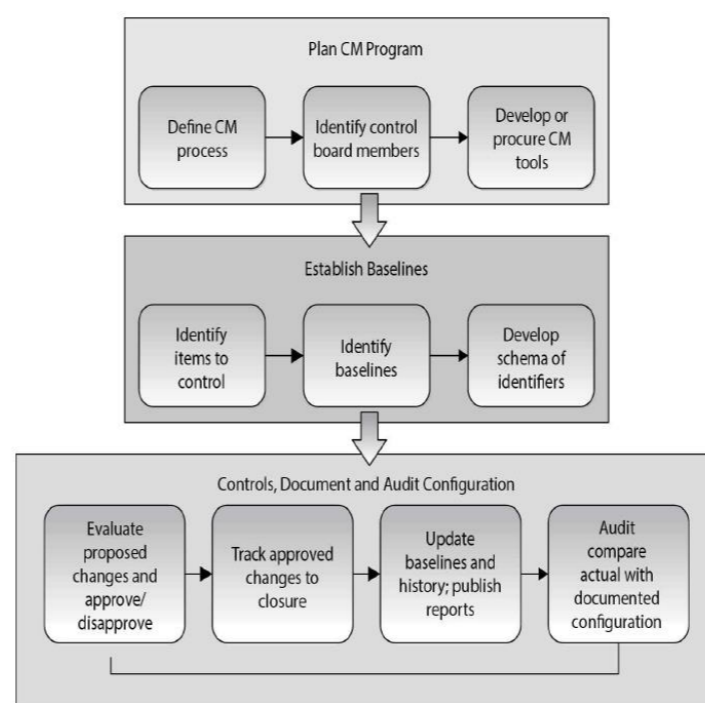 Plan CM Program
Define CM
process
Identify control
board members
Develop or
procure CM
tools
Establish Baselines
Identify
items to
control
Identify
baselines
Develop
schema of
identifiers
Controls, Document and Audit Configuration
Evaluate
proposed
changes and
approve/
disapprove
Track approved
changes to
closure
Update
baselines and
history; publish
reports
Audit
compare
actual with
documented
configuration